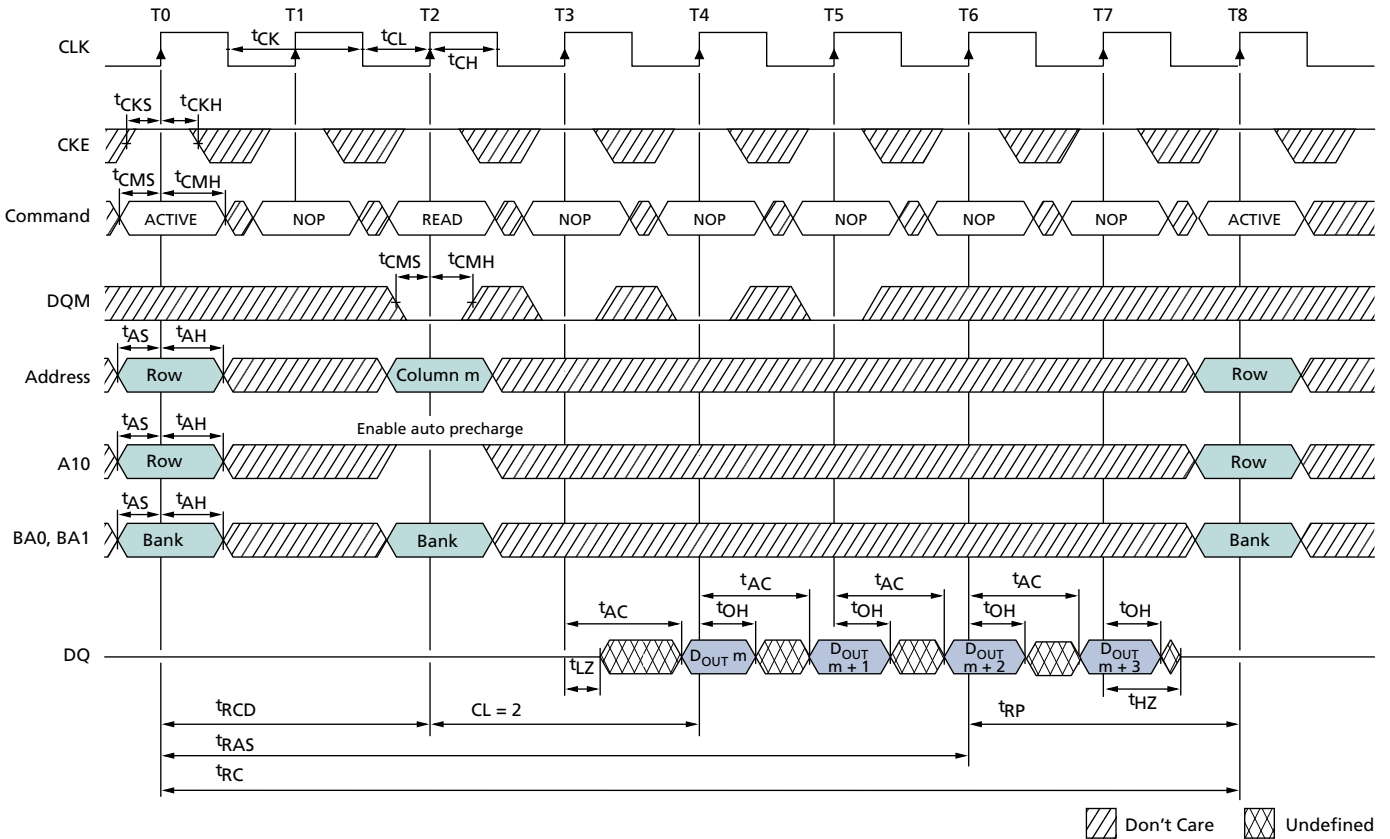 T0 T1 T2 T3 T4 T5 T6 T7 T8
CLK
tCK tCL
tCH
tCKS tCKH
CKE
tCMS tCMH
Command ACTIVE NOP READ NOP NOP NOP NOP NOP ACTIVE
tCMS tCMH
DQM
tAS tAH
Address Row Column m Row
tAS tAH Enable auto precharge
A10 Row Row
tAS tAH
BA0, BA1 Bank Bank Bank
tAC tAC tAC
tAC tOH tOH tOH tOH
DQ DOUT m DOUT m + 1 DOUT m + 2 DOUT m + 3
tLZ tHZ
tRCD CL = 2 tRP
tRAS
tRC
Don't Care Undefined